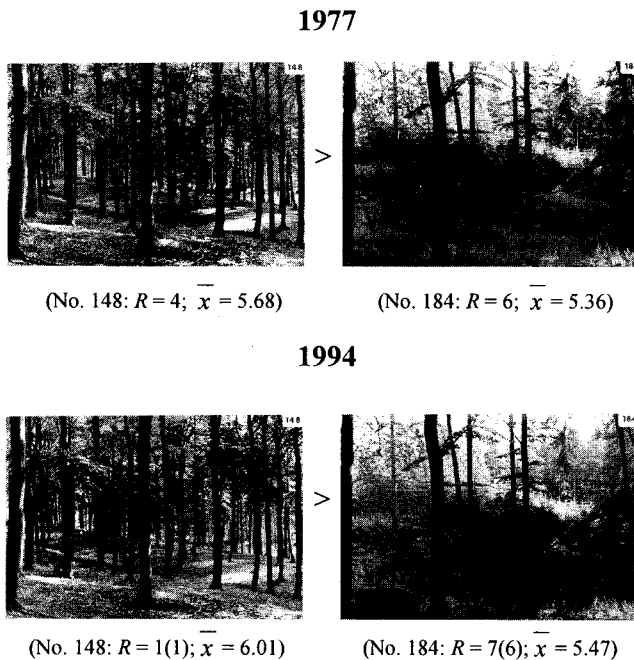 1977
148 > 184
(No. 148: R = 4; x̄ = 5.68) (No. 184: R = 6; x̄ = 5.36)
1994
148 > 184
(No. 148: R = 1(1); x̄ = 6.01) (No. 184: R = 7(6); x̄ = 5.47)